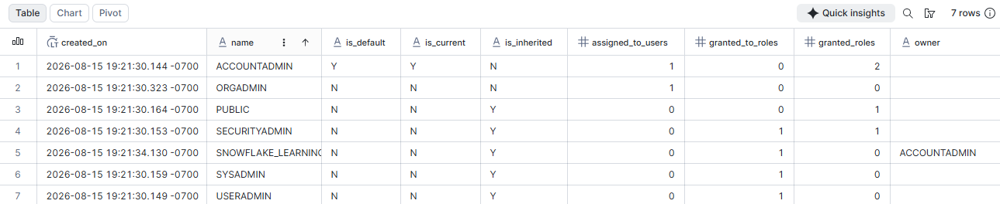 Table Chart Pivot Quick insights 7 rows
created_on name is_default is_current is_inherited assigned_to_users granted_to_roles granted_roles owner
1 2026-08-15 19:21:30.144 -0700 ACCOUNTADMIN Y Y N 1 0 2
2 2026-08-15 19:21:30.323 -0700 ORGADMIN N N N 1 0 0
3 2026-08-15 19:21:30.164 -0700 PUBLIC N N Y 0 0 1
4 2026-08-15 19:21:30.153 -0700 SECURITYADMIN N N Y 0 1 1
5 2026-08-15 19:21:34.130 -0700 SNOWFLAKE_LEARNING N N Y 0 1 0 ACCOUNTADMIN
6 2026-08-15 19:21:30.159 -0700 SYSADMIN N N Y 0 1 0
7 2026-08-15 19:21:30.149 -0700 USERADMIN N N Y 0 1 0